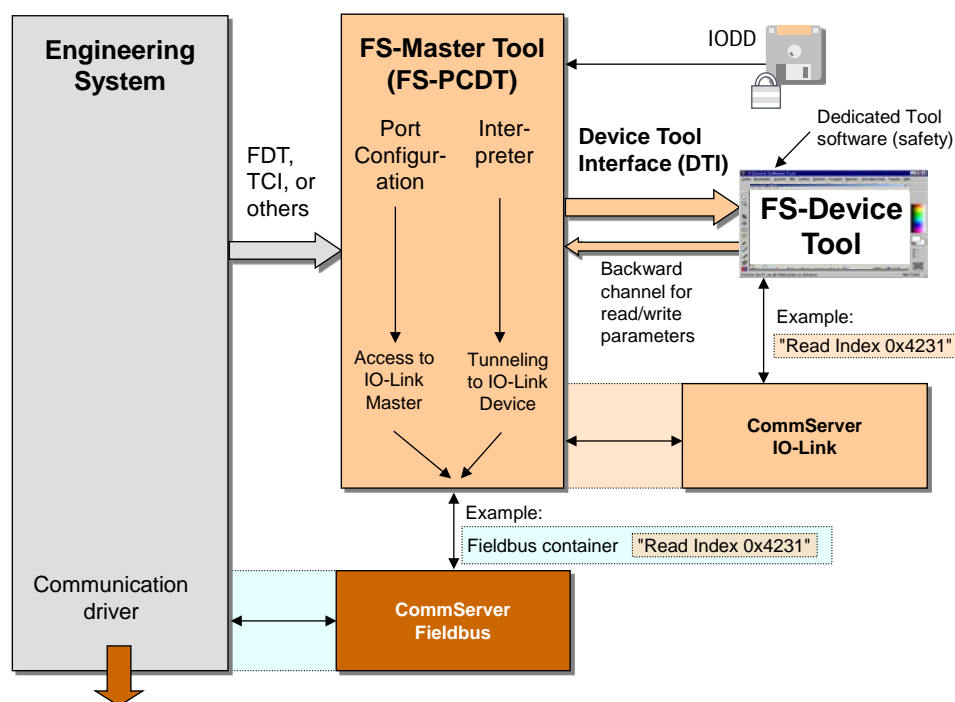 Engineering
System
FS-Master Tool
(FS-PCDT)
IODD
Port
Configur-
ation
Inter-
preter
Device Tool
Interface (DTI)
Dedicated Tool
software (safety)
FDT,
TCI, or
others
FS-Device
Tool
Backward
channel for
read/write
parameters
Example:
"Read Index 0x4231"
Access to
IO-Link
Master
Tunneling
to IO-Link
Device
CommServer
IO-Link
Example:
Fieldbus container "Read Index 0x4231"
Communication
driver
CommServer
Fieldbus